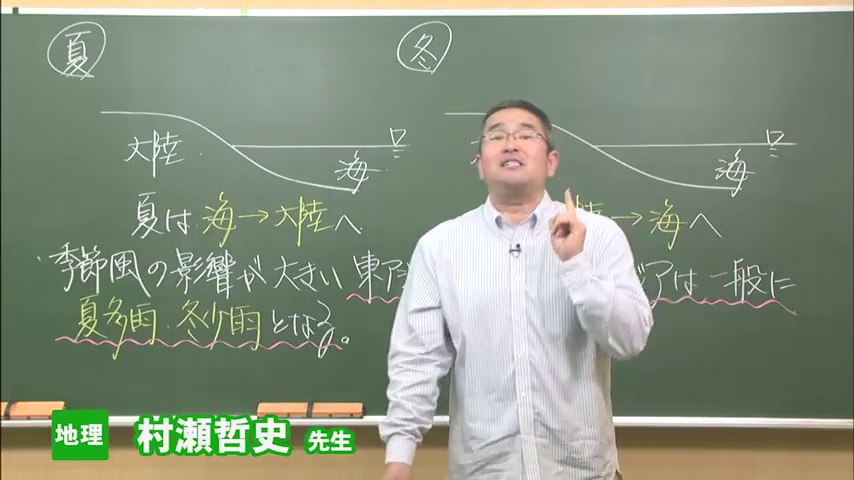 夏 冬
大陸 海 海
夏は 海→大陸へ 陸→海へ
・季節風の影響が大きい 東ア アは一般に
夏多雨・冬少雨となる。
地理 村瀬哲史 先生